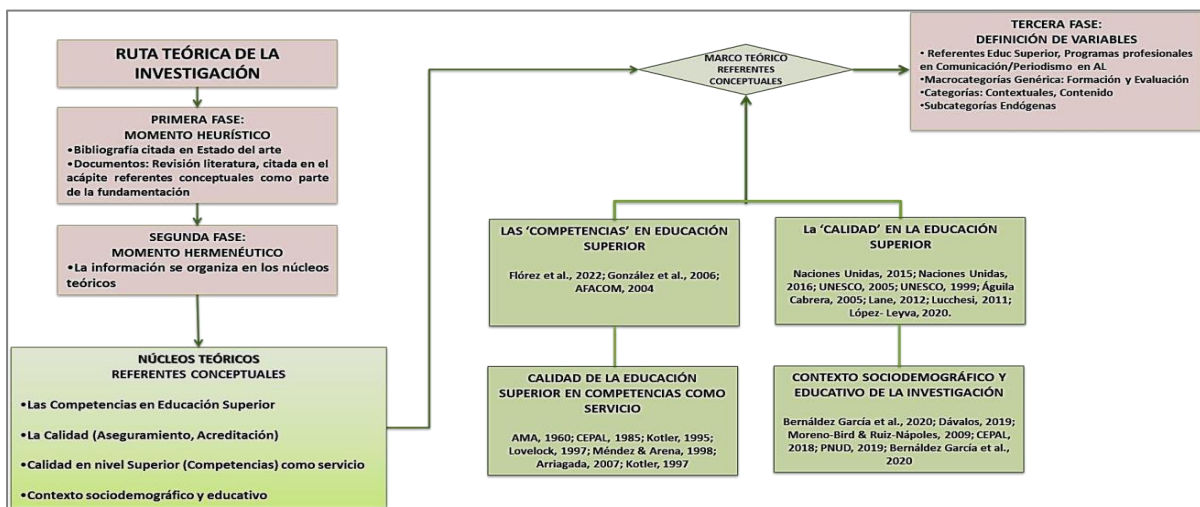 RUTA TEÓRICA DE LA
INVESTIGACIÓN
PRIMERA FASE:
MOMENTO HEURÍSTICO
•Bibliografía citada en Estado del arte
•Documentos: Revisión literatura, citada en el
acápite referentes conceptuales como parte
de la fundamentación
SEGUNDA FASE:
MOMENTO HERMENÉUTICO
•La información se organiza en los núcleos
teóricos
NÚCLEOS TEÓRICOS
REFERENTES CONCEPTUALES
•Las Competencias en Educación Superior
•La Calidad (Aseguramiento, Acreditación)
•Calidad en nivel Superior (Competencias) como servicio
•Contexto sociodemográfico y educativo
MARCO TEÓRICO
REFERENTES
CONCEPTUALES
TERCERA FASE:
DEFINICIÓN DE VARIABLES
• Referentes Educ Superior, Programas profesionales
en Comunicación/Periodismo en AL
•Macrocategorías Genérica: Formación y Evaluación
•Categorías: Contextuales, Contenido
•Subcategorías Endógenas
LAS ‘COMPETENCIAS’ EN EDUCACIÓN
SUPERIOR
Flórez et al., 2022; González et al., 2006;
AFACOM, 2004
La ‘CALIDAD’ EN LA EDUCACIÓN
SUPERIOR
Naciones Unidas, 2015; Naciones Unidas,
2016; UNESCO, 2005; UNESCO, 1999; Águila
Cabrera, 2005; Lane, 2012; Lucchesi, 2011;
López- Leyva, 2020.
CALIDAD DE LA EDUCACIÓN
SUPERIOR EN COMPETENCIAS COMO
SERVICIO
AMA, 1960; CEPAL, 1985; Kotler, 1995;
Lovelock, 1997; Méndez & Arena, 1998;
Arriagada, 2007; Kotler, 1997
CONTEXTO SOCIODEMOGRÁFICO Y
EDUCATIVO DE LA INVESTIGACIÓN
Bernáldez García et al., 2020; Dávalos, 2019;
Moreno-Bird & Ruiz-Nápoles, 2009; CEPAL,
2018; PNUD, 2019; Bernáldez García et al.,
2020